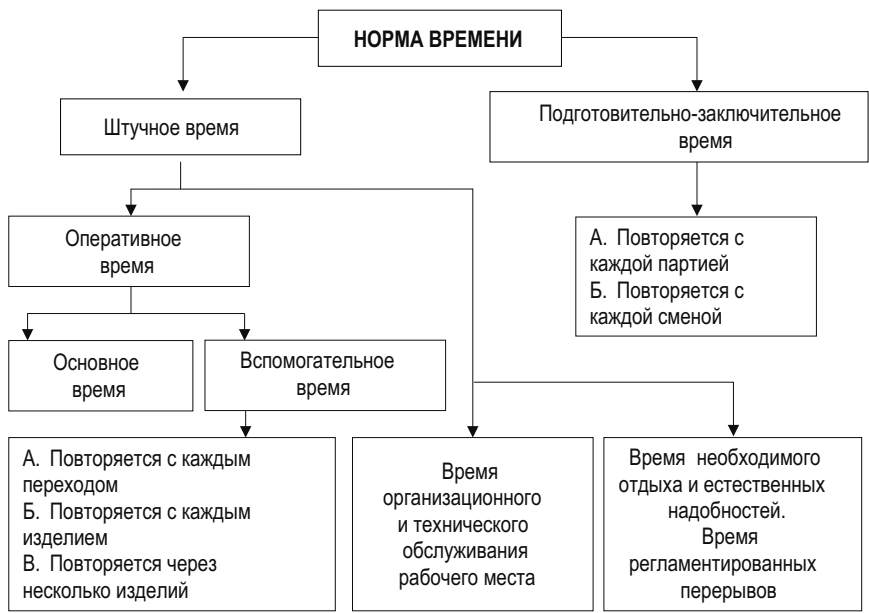 НОРМА ВРЕМЕНИ
Штучное время
Подготовительно-заключительное
время
Оперативное
время
А. Повторяется с
каждой партией
Б. Повторяется с
каждой сменой
Основное
время
Вспомогательное
время
А. Повторяется с каждым
переходом
Б. Повторяется с каждым
изделием
В. Повторяется через
несколько изделий
Время
организационного
и технического
обслуживания
рабочего места
Время необходимого
отдыха и естественных
надобностей.
Время
регламентированных
перерывов